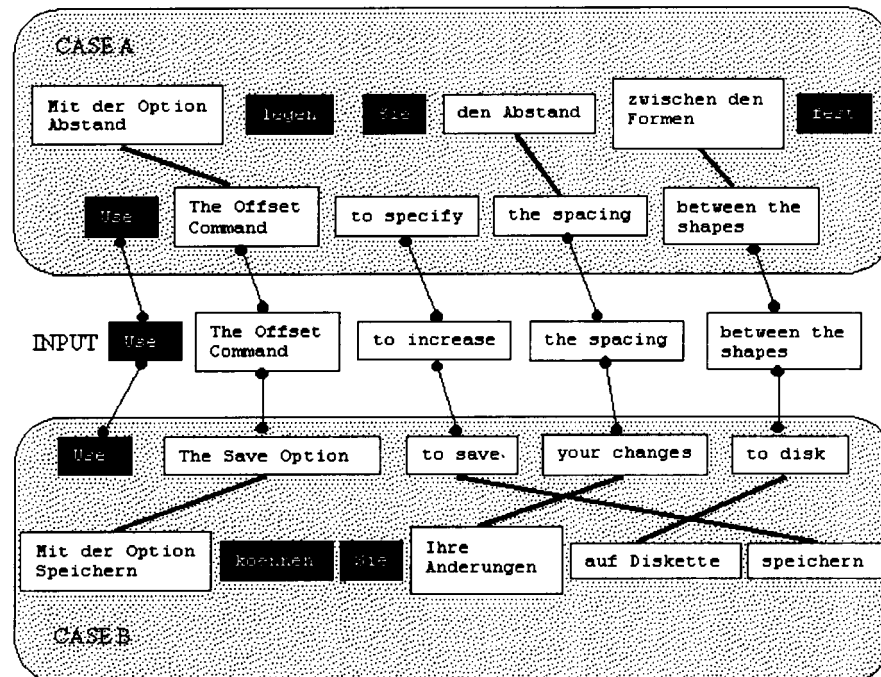 CASE A
Mit der Option
Abstand
legen
Sie
den Abstand
zwischen den
Formen
fest
Use
The Offset
Command
to specify
the spacing
between the
shapes
INPUT
Use
The Offset
Command
to increase
the spacing
between the
shapes
Use
The Save Option
to save
your changes
to disk
Mit der Option
Speichern
koennen
Sie
Ihre
Anderungen
auf Diskette
speichern
CASE B